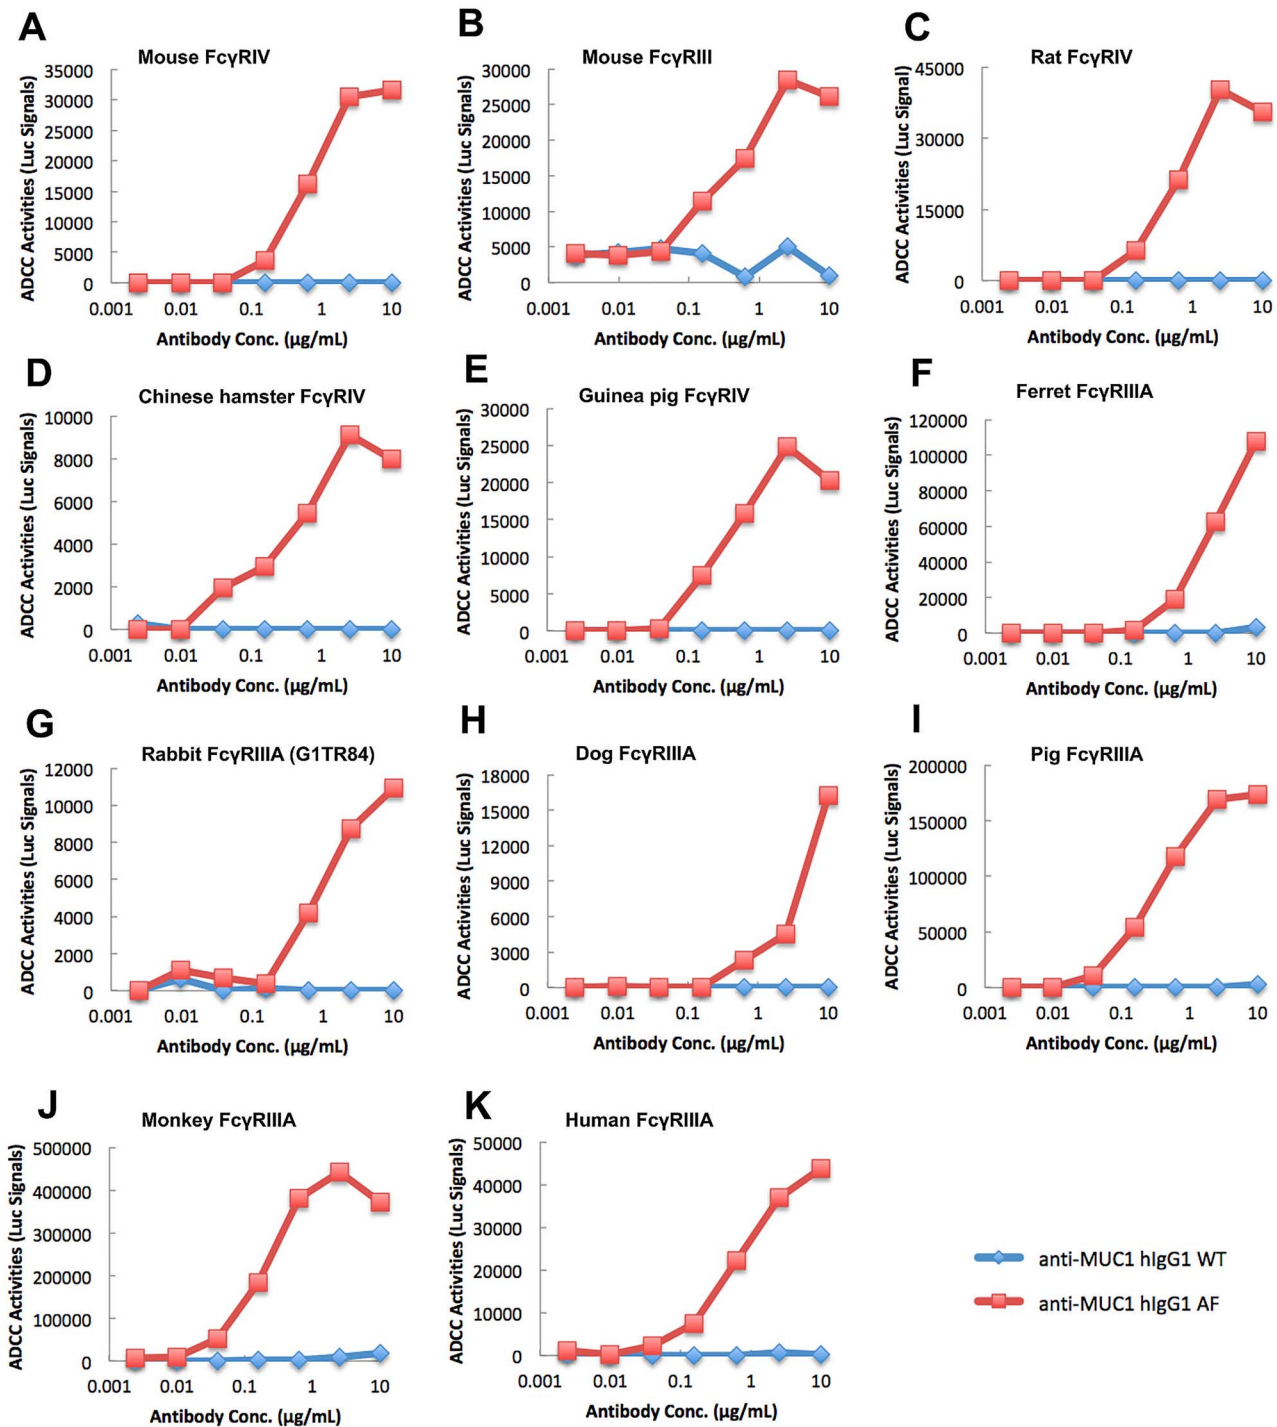 A
Mouse FcγRIV
ADCC Activities (Luc Signals)
35000
30000
25000
20000
15000
10000
5000
0
0.001 0.01 0.1 1 10
Antibody Conc. (μg/mL)
B
Mouse FcγRIII
ADCC Activities (Luc Signals)
30000
25000
20000
15000
10000
5000
0
0.001 0.01 0.1 1 10
Antibody Conc. (μg/mL)
C
Rat FcγRIV
ADCC Activities (Luc Signal)
45000
30000
15000
0
0.001 0.01 0.1 1 10
Antibody Conc. (μg/mL)
D
Chinese hamster FcγRIV
ADCC Activities (Luc Signals)
10000
8000
6000
4000
2000
0
0.001 0.01 0.1 1 10
Antibody Conc. (μg/mL)
E
Guinea pig FcγRIV
ADCC Activities (Luc Signals)
30000
25000
20000
15000
10000
5000
0
0.001 0.01 0.1 1 10
Antibody Conc. (μg/mL)
F
Ferret FcγRIIIA
ADCC Activities (Luc Signals)
120000
100000
80000
60000
40000
20000
0
0.001 0.01 0.1 1 10
Antibody Conc. (μg/mL)
G
Rabbit FcγRIIIA (G1TR84)
ADCC Activities (Luc Signals)
12000
10000
8000
6000
4000
2000
0
0.001 0.01 0.1 1 10
Antibody Conc. (μg/mL)
H
Dog FcγRIIIA
ADCC Activities (Luc Signals)
18000
15000
12000
9000
6000
3000
0
0.001 0.01 0.1 1 10
Antibody Conc. (μg/mL)
I
Pig FcγRIIIA
ADCC Activities (Luc Signals)
200000
150000
100000
50000
0
0.001 0.01 0.1 1 10
Antibody Conc. (μg/mL)
J
Monkey FcγRIIIA
ADCC Activities (Luc Signals)
500000
400000
300000
200000
100000
0
0.001 0.01 0.1 1 10
Antibody Conc. (μg/mL)
K
Human FcγRIIIA
ADCC Activities (Luc Signals)
50000
40000
30000
20000
10000
0
0.001 0.01 0.1 1 10
Antibody Conc. (μg/mL)
anti-MUC1 hIgG1 WT
anti-MUC1 hIgG1 AF